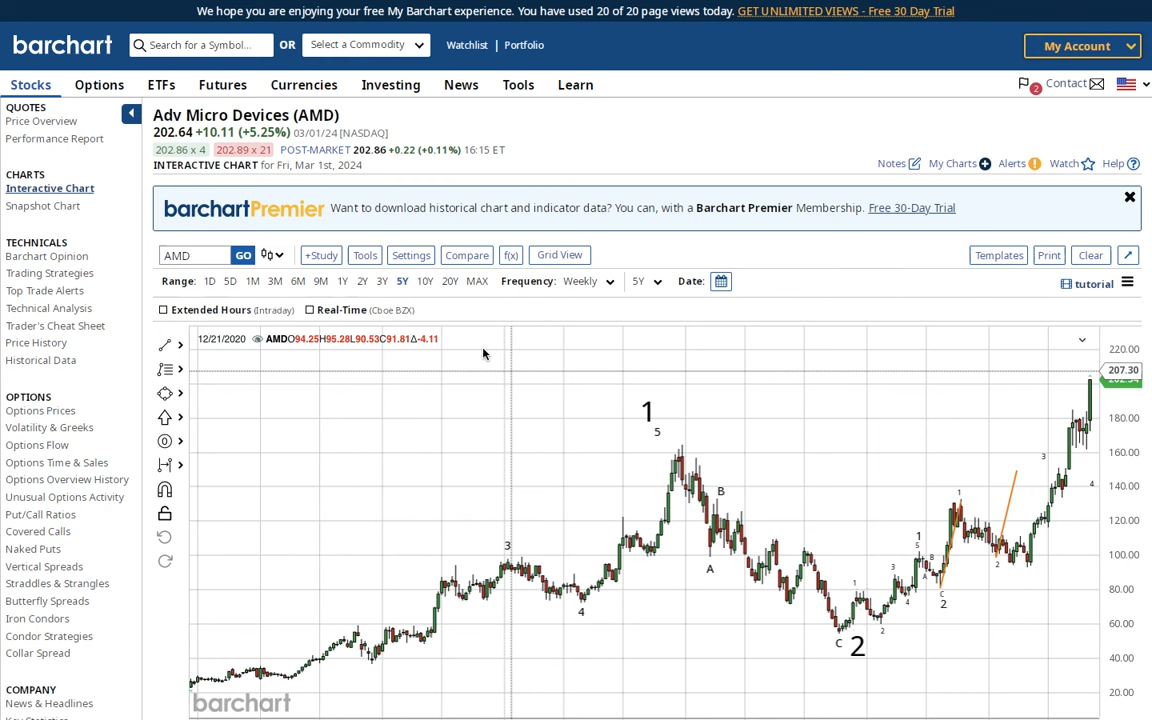 We hope you are enjoying your free My Barchart experience. You have used 20 of 20 page views today. GET UNLIMITED VIEWS - Free 30 Day Trial
barchart Search for a Symbol... OR Select a Commodity Watchlist | Portfolio My Account
Stocks Options ETFs Futures Currencies Investing News Tools Learn 2 Contact
QUOTES
Price Overview
Performance Report
CHARTS
Interactive Chart
Snapshot Chart
TECHNICALS
Barchart Opinion
Trading Strategies
Top Trade Alerts
Technical Analysis
Trader's Cheat Sheet
Price History
Historical Data
OPTIONS
Options Prices
Volatility & Greeks
Options Flow
Options Time & Sales
Options Overview History
Unusual Options Activity
Put/Call Ratios
Covered Calls
Naked Puts
Vertical Spreads
Straddles & Strangles
Butterfly Spreads
Iron Condors
Condor Strategies
Collar Spread
COMPANY
News & Headlines
Adv Micro Devices (AMD)
202.64 +10.11 (+5.25%) 03/01/24 [NASDAQ]
202.86 x 4 202.89 x 21 POST-MARKET 202.86 +0.22 (+0.11%) 16:15 ET
INTERACTIVE CHART for Fri, Mar 1st, 2024
Notes My Charts Alerts Watch Help
barchartPremier Want to download historical chart and indicator data? You can, with a Barchart Premier Membership. Free 30-Day Trial
AMD GO +Study Tools Settings Compare f(x) Grid View Templates Print Clear
Range: 1D 5D 1M 3M 6M 9M 1Y 2Y 3Y 5Y 10Y 20Y MAX Frequency: Weekly 5Y Date: tutorial
Extended Hours (Intraday) Real-Time (Cboe BZX)
12/21/2020 AMD O94.25 H95.28 L90.53 C91.81 Δ-4.11
220.00
207.30
180.00
160.00
140.00
120.00
100.00
80.00
60.00
40.00
20.00
1
5
3
4
B
A
C
2
1
2
3
4
1
5
A
B
C
2
1
2
3
4
barchart